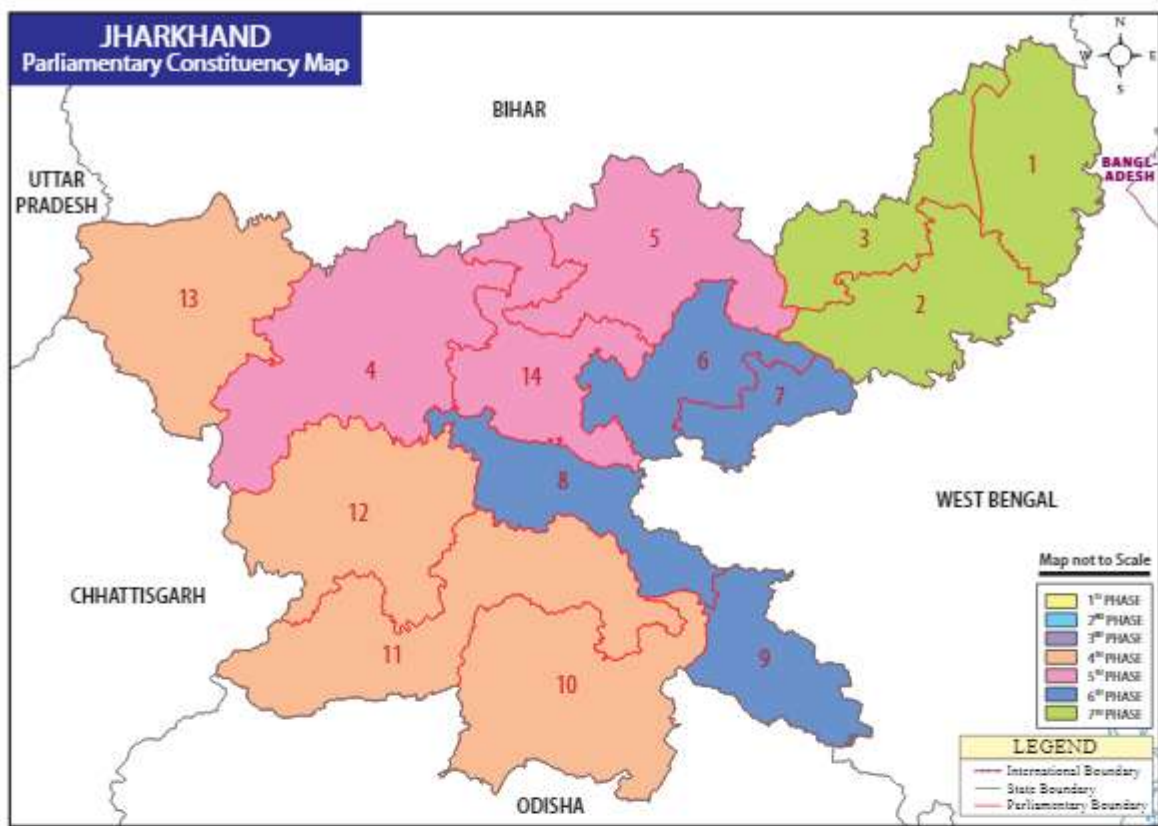 JHARKHAND
Parliamentary Constituency Map
N
W E
S
BIHAR
UTTAR
PRADESH
BANGL-
ADESH
1
5
3
13
2
6
4
14
7
8
WEST BENGAL
12
CHHATTISGARH
11
9
10
ODISHA
Map not to Scale
1ST PHASE
2ND PHASE
3RD PHASE
4TH PHASE
5TH PHASE
6TH PHASE
7TH PHASE
LEGEND
International Boundary
State Boundary
Parliamentary Boundary